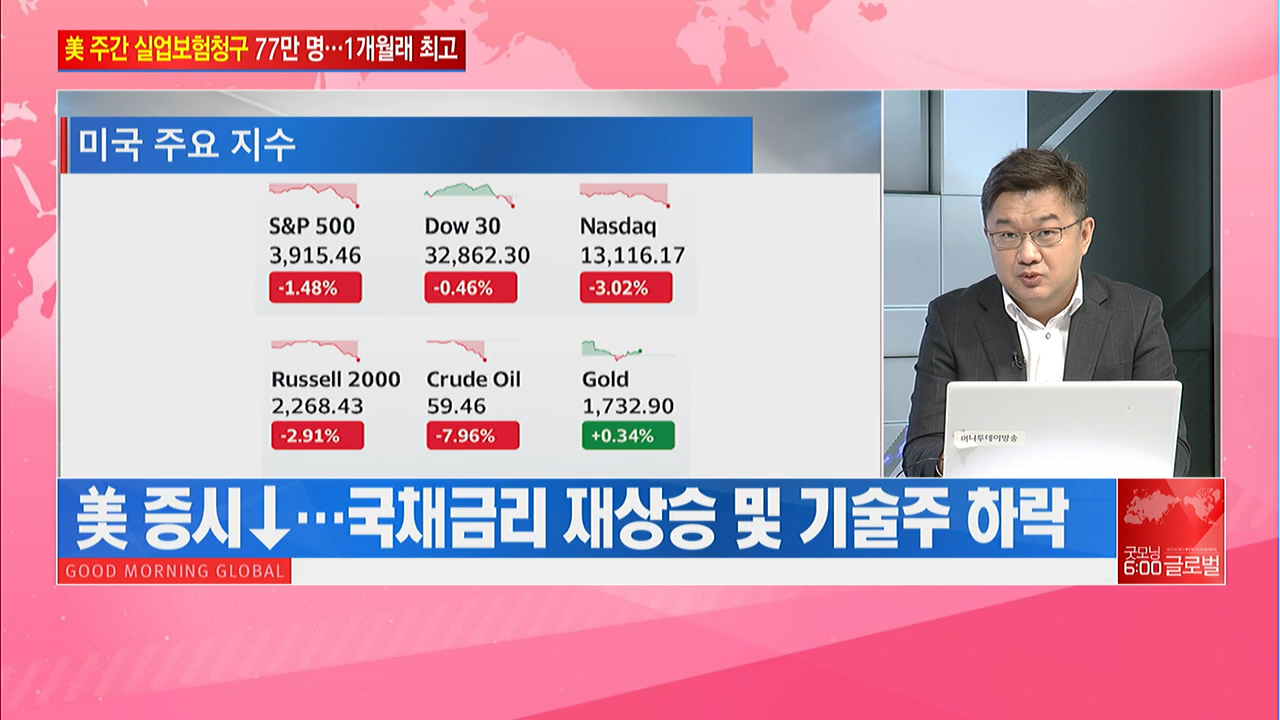 美 주간 실업보험청구 77만 명…1개월래 최고
미국 주요 지수
S&P 500
3,915.46
-1.48%
Dow 30
32,862.30
-0.46%
Nasdaq
13,116.17
-3.02%
Russell 2000
2,268.43
-2.91%
Crude Oil
59.46
-7.96%
Gold
1,732.90
+0.34%
머니투데이방송
美 증시↓…국채금리 재상승 및 기술주 하락
GOOD MORNING GLOBAL
굿모닝
6:00 글로벌